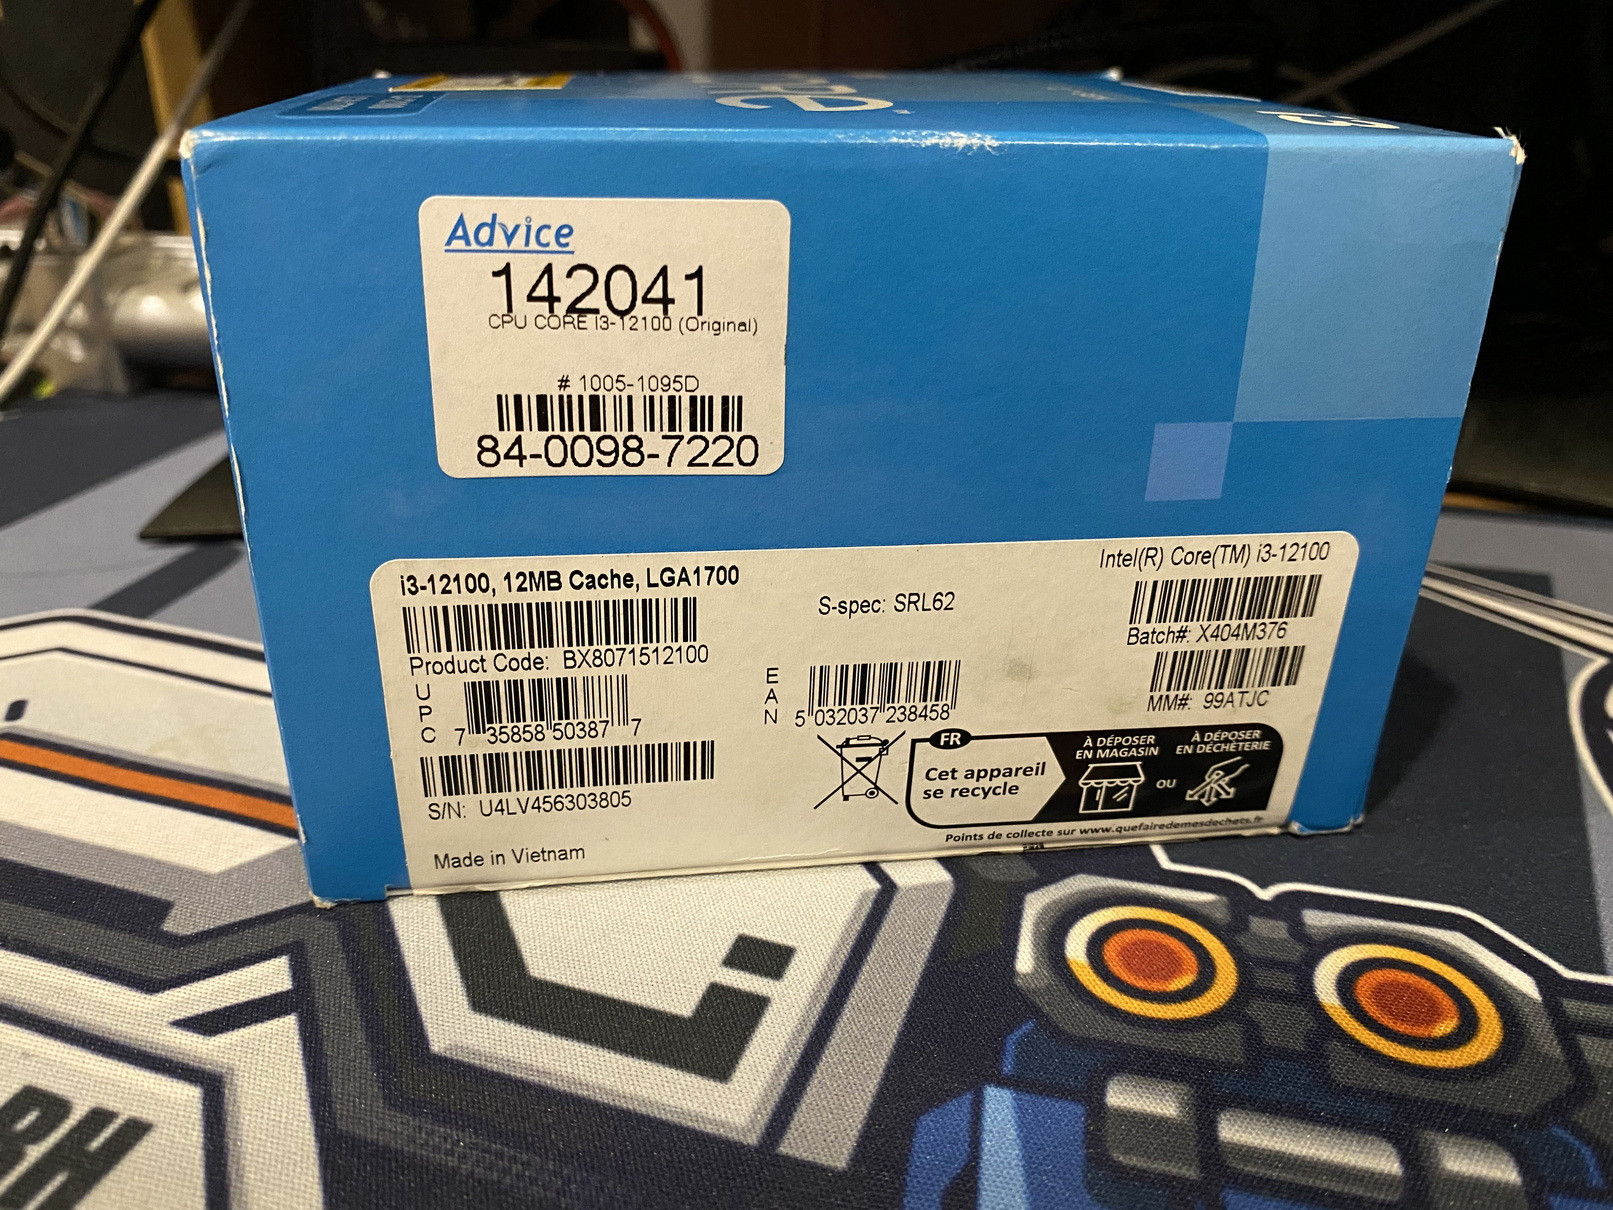 Advice
142041
CPU CORE I3-12100 (Original)
# 1005-1095D
84-0098-7220
i3-12100, 12MB Cache, LGA1700
Product Code: BX8071512100
UPC
7 35858 50387 7
S/N: U4LV456303805
Made in Vietnam
S-spec: SRL62
EAN
5 032037 238458
Intel(R) Core(TM) i3-12100
Batch#: X404M376
MM#: 99ATJC
FR
Cet appareil
se recycle
À DÉPOSER
EN MAGASIN
OU
À DÉPOSER
EN DÉCHÈTERIE
Points de collecte sur www.quefairedemesdechets.fr